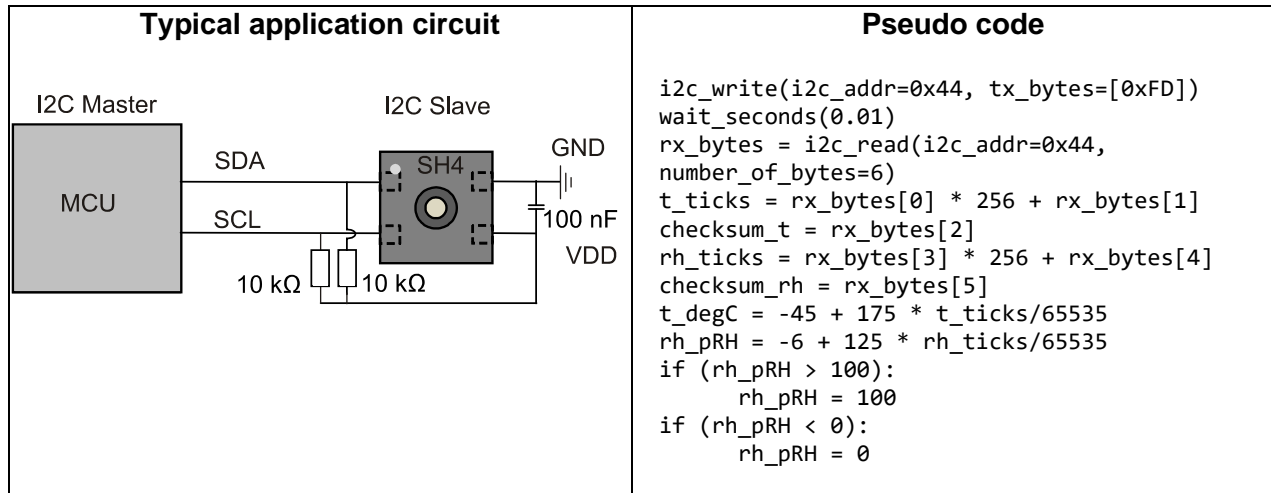 Typical application circuit
I2C Master
I2C Slave
MCU
SDA
SCL
SH4
GND
100 nF
VDD
10 kΩ 10 kΩ
Pseudo code
i2c_write(i2c_addr=0x44, tx_bytes=[0xFD])
wait_seconds(0.01)
rx_bytes = i2c_read(i2c_addr=0x44,
number_of_bytes=6)
t_ticks = rx_bytes[0] * 256 + rx_bytes[1]
checksum_t = rx_bytes[2]
rh_ticks = rx_bytes[3] * 256 + rx_bytes[4]
checksum_rh = rx_bytes[5]
t_degC = -45 + 175 * t_ticks/65535
rh_pRH = -6 + 125 * rh_ticks/65535
if (rh_pRH > 100):
rh_pRH = 100
if (rh_pRH < 0):
rh_pRH = 0